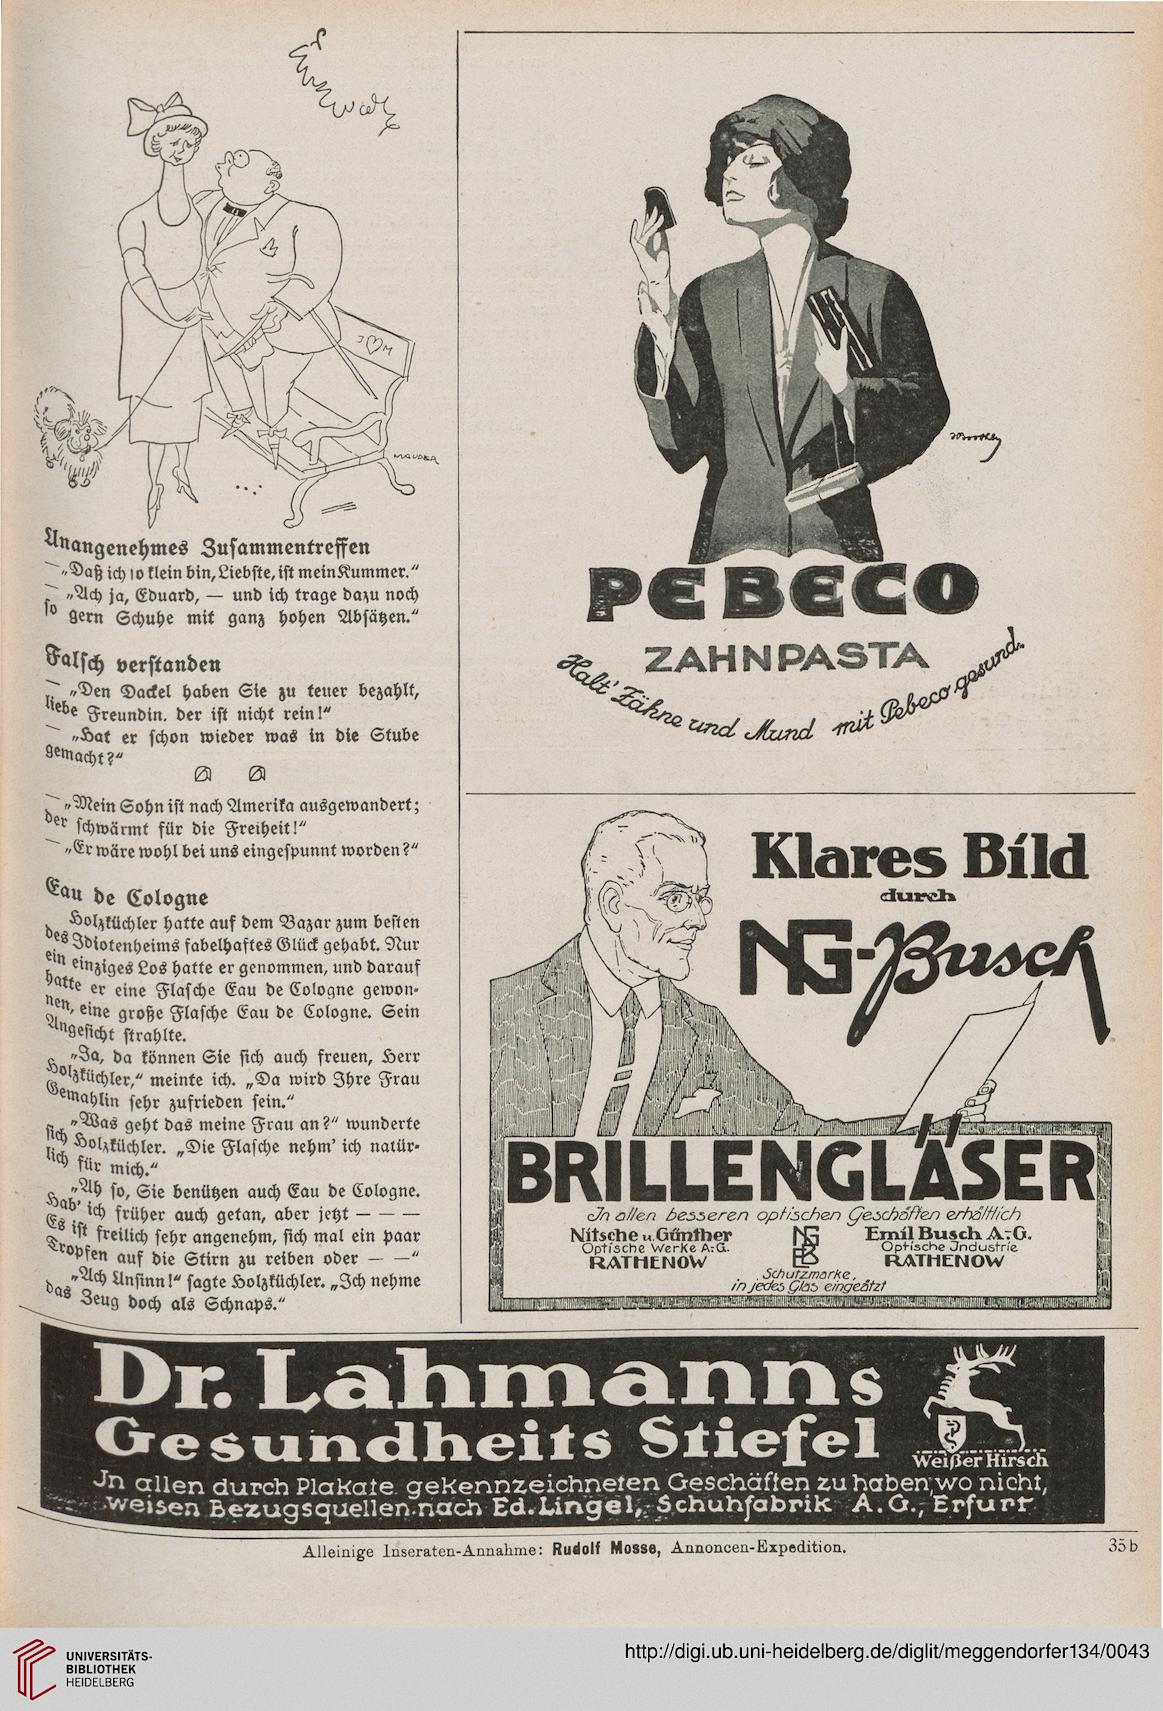 J ♡ M
MAUDER
Unangenehmes Zusammentreffen
— „Daß ich so klein bin, Liebste, ist mein Kummer.“
— „Ach ja, Eduard, — und ich trage dazu noch
so gern Schuhe mit ganz hohen Absätzen.“
Falsch verstanden
— „Den Dackel haben Sie zu teuer bezahlt,
liebe Freundin. der ist nicht rein!“
— „Hat er schon wieder was in die Stube
gemacht?“
— „Mein Sohn ist nach Amerika ausgewandert;
der schwärmt für die Freiheit!“
— „Er wäre wohl bei uns eingespunnt worden?“
Eau de Cologne
Holzküchler hatte auf dem Bazar zum besten
des Idiotenheims fabelhaftes Glück gehabt. Nur
ein einziges Los hatte er genommen, und darauf
hatte er eine Flasche Eau de Cologne gewon-
nen, eine große Flasche Eau de Cologne. Sein
Angesicht strahlte.
„Ja, da können Sie sich auch freuen, Herr
Holzküchler,“ meinte ich. „Da wird Ihre Frau
Gemahlin sehr zufrieden sein.“
„Was geht das meine Frau an?“ wunderte
sich Holzküchler. „Die Flasche nehm' ich natür-
lich für mich.“
„Ah so, Sie benützen auch Eau de Cologne.
Hab' ich früher auch getan, aber jetzt — — —
Es ist freilich sehr angenehm, sich mal ein paar
Tropfen auf die Stirn zu reiben oder — —“
„Ach Unsinn!“ sagte Holzküchler. „Ich nehme
das Zeug doch als Schnaps.“
PEBECO
ZAHNPASTA
Halt' Zähne und Mund mit Pebeco gesund.
Klares Bild
durch
NG-Busch
BRILLENGLÄSER
In allen besseren optischen Geschäften erhältlich
Nitsche u. Günther
Optische Werke A.-G.
RATHENOW
NG
EB
Emil Busch A.-G.
Optische Industrie
RATHENOW
Schutzmarke,
in jedes Glas eingeätzt
Dr. Lahmanns
Gesundheits Stiefel
Weißer Hirsch
In allen durch Plakate gekennzeichneten Geschäften zu haben; wo nicht,
weisen Bezugsquellen nach Ed. Lingel, Schuhfabrik A. G., Erfurt
Alleinige Inseraten-Annahme: Rudolf Mosse, Annoncen-Expedition.
35b
UNIVERSITÄTS-
BIBLIOTHEK
HEIDELBERG
http://digi.ub.uni-heidelberg.de/diglit/meggendorfer134/0043